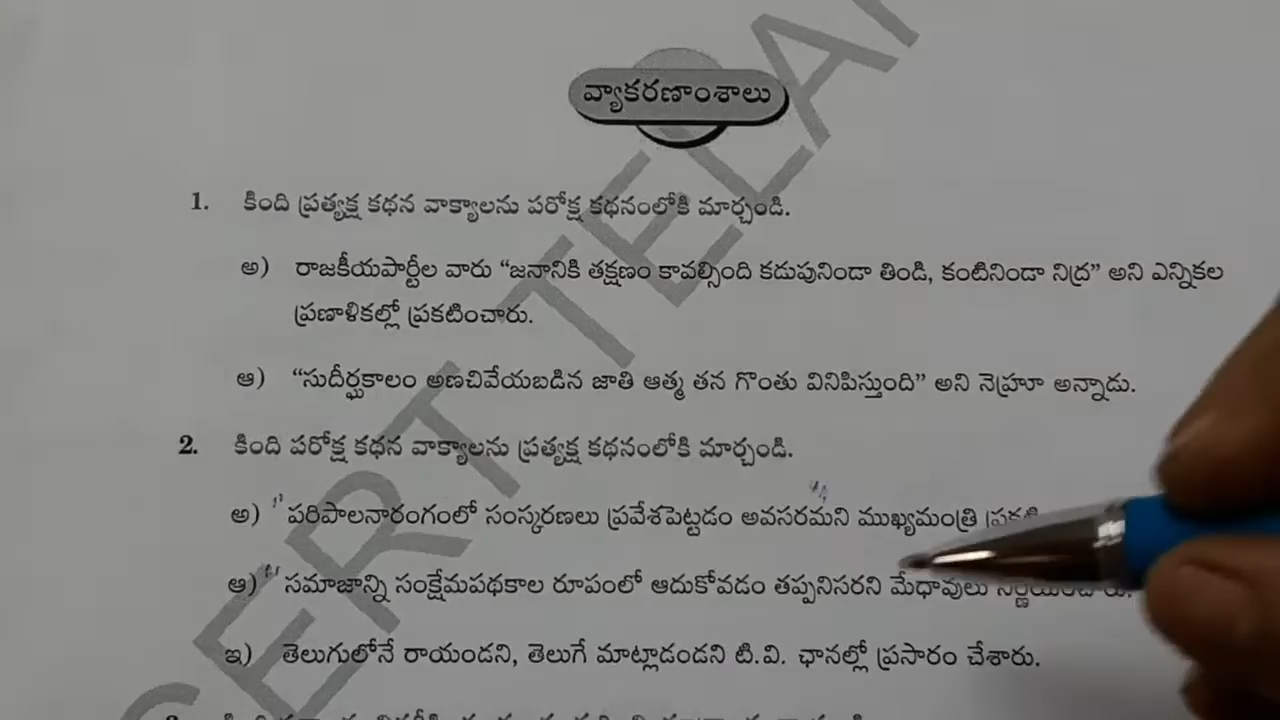 వ్యాకరణాంశాలు
1. కింది ప్రత్యక్ష కథన వాక్యాలను పరోక్ష కథనంలోకి మార్చండి.
అ) రాజకీయపార్టీల వారు “జనానికి తక్షణం కావల్సింది కడుపునిండా తిండి, కంటినిండా నిద్ర” అని ఎన్నికల
ప్రణాళికల్లో ప్రకటించారు.
ఆ) “సుదీర్ఘకాలం అణచివేయబడిన జాతి ఆత్మ తన గొంతు వినిపిస్తుంది” అని నెహ్రూ అన్నాడు.
2. కింది పరోక్ష కథన వాక్యాలను ప్రత్యక్ష కథనంలోకి మార్చండి.
అ) పరిపాలనారంగంలో సంస్కరణలు ప్రవేశపెట్టడం అవసరమని ముఖ్యమంత్రి
ఆ) సమాజాన్ని సంక్షేమపథకాల రూపంలో ఆదుకోవడం తప్పనిసరని మేధావులు
ఇ) తెలుగులోనే రాయండని, తెలుగే మాట్లాడండని టి.వి. ఛానల్లో ప్రసారం చేశారు.
SERT TELAN